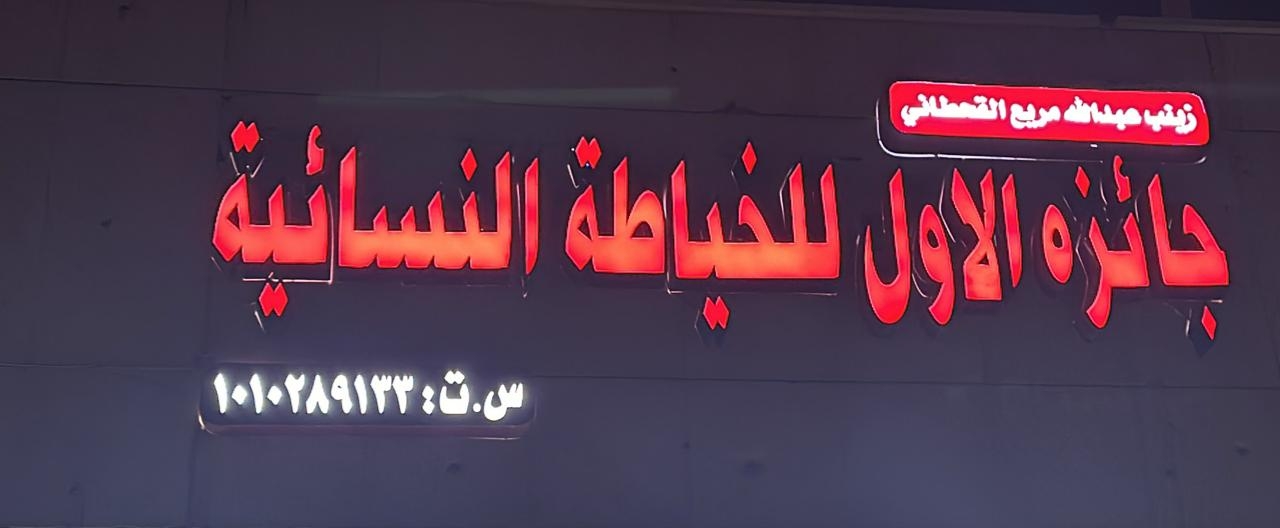 زينب عبدالله مريع القحطاني
جائزه الاول للخياطة النسائية
س.ت: ١٠١٠٢٨٩١٣٣